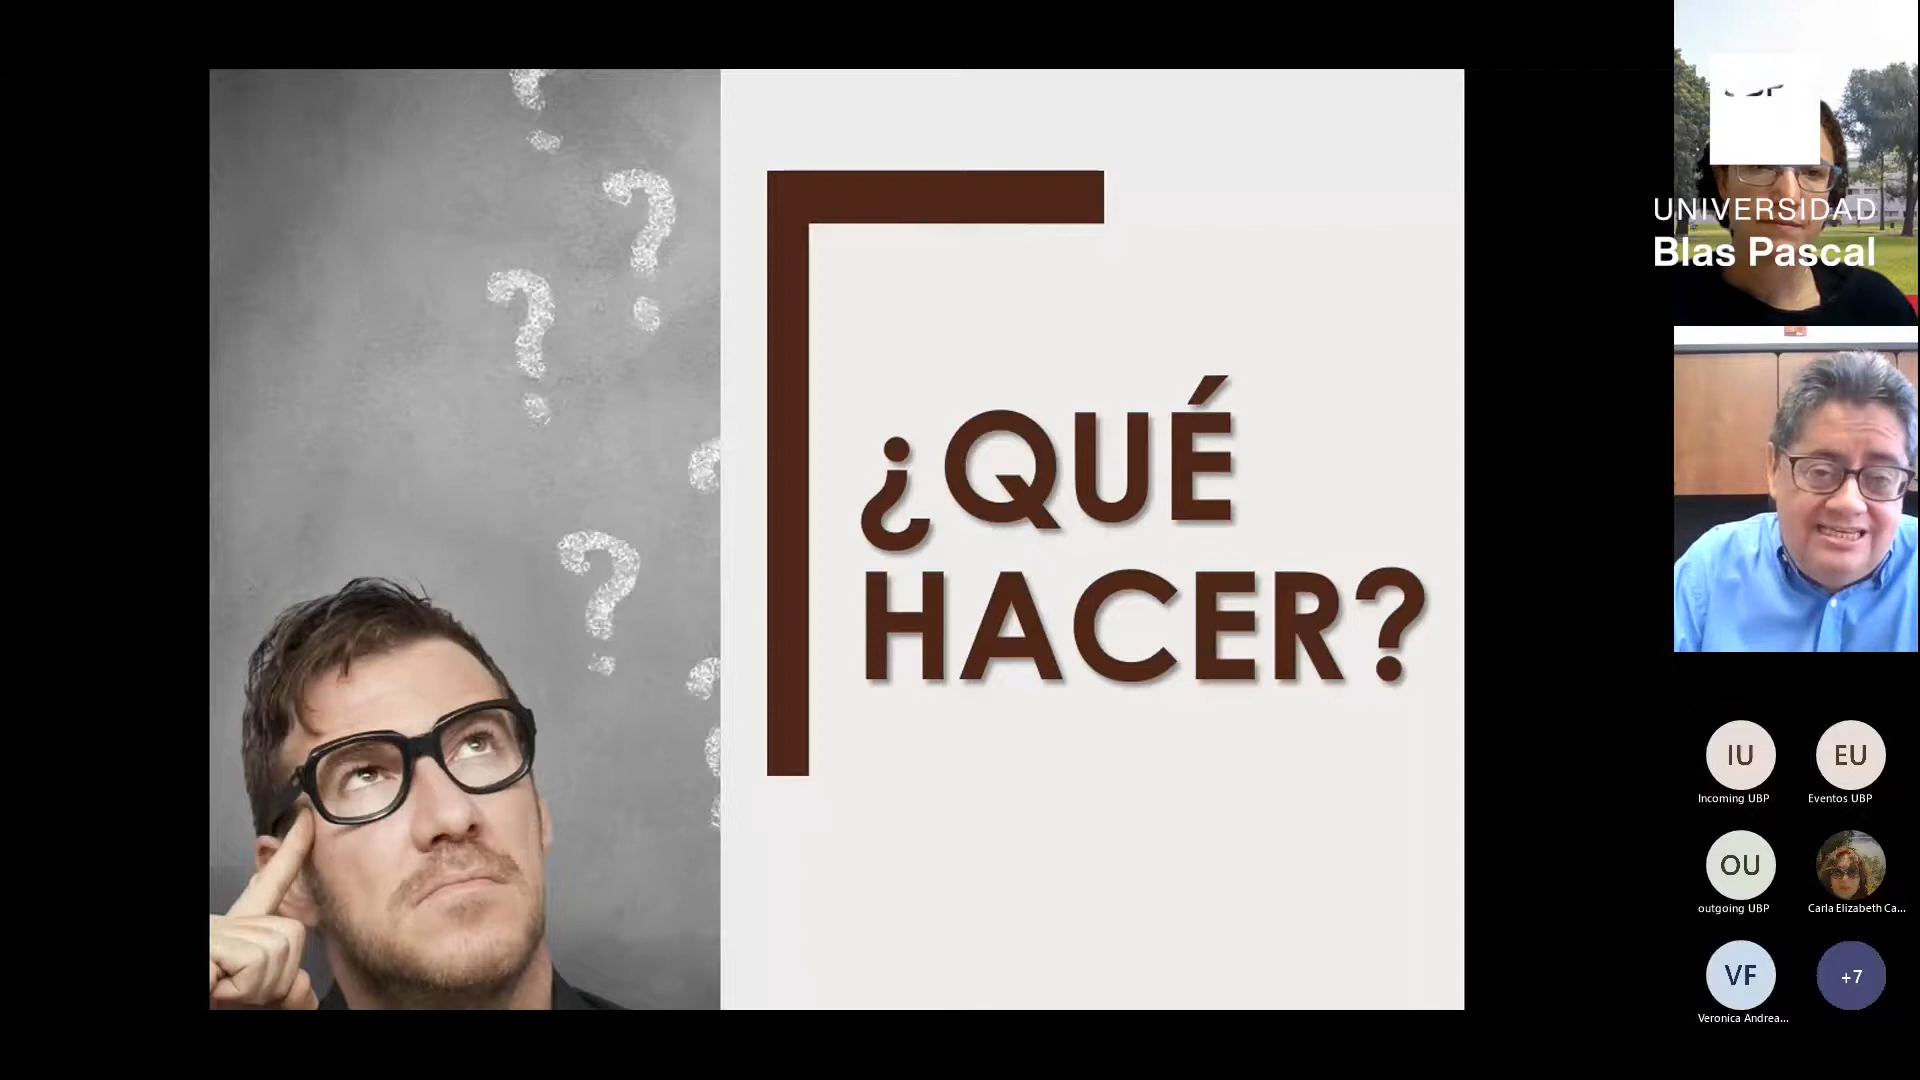 ¿QUÉ
HACER?
UNIVERSIDAD
Blas Pascal
IU
EU
Incoming UBP
Eventos UBP
OU
outgoing UBP
Carla Elizabeth Ca...
VF
+7
Veronica Andrea...